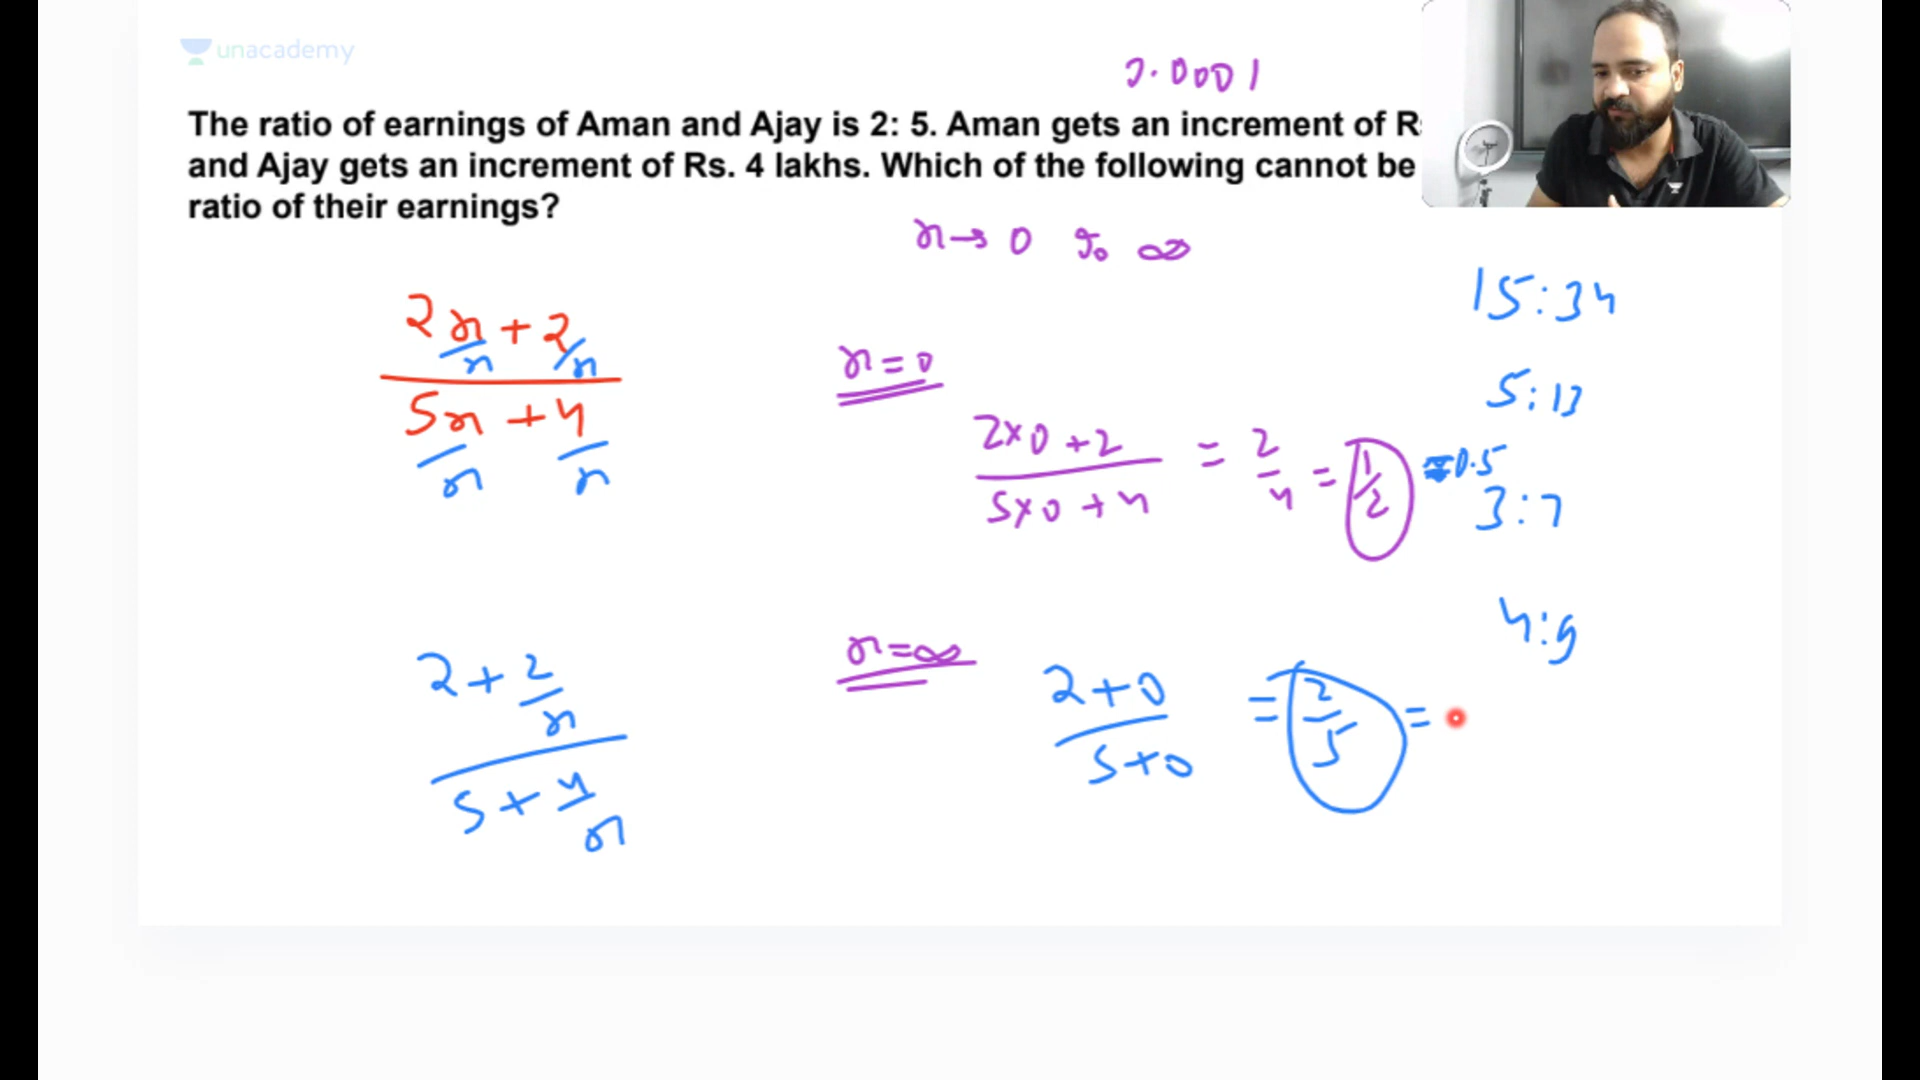 unacademy
0.0001
The ratio of earnings of Aman and Ajay is 2: 5. Aman gets an increment of R
and Ajay gets an increment of Rs. 4 lakhs. Which of the following cannot be
ratio of their earnings?
x → 0 to ∞
15:34
2x/x + 2/x
5x/x + 4/x
x=0
5:13
2×0+2 / 5×0+4 = 2/4 = 1/2
0.5
3:7
4:9
2+2/x
5+4/x
x=∞
2+0 / 5+0 = 2/5 =